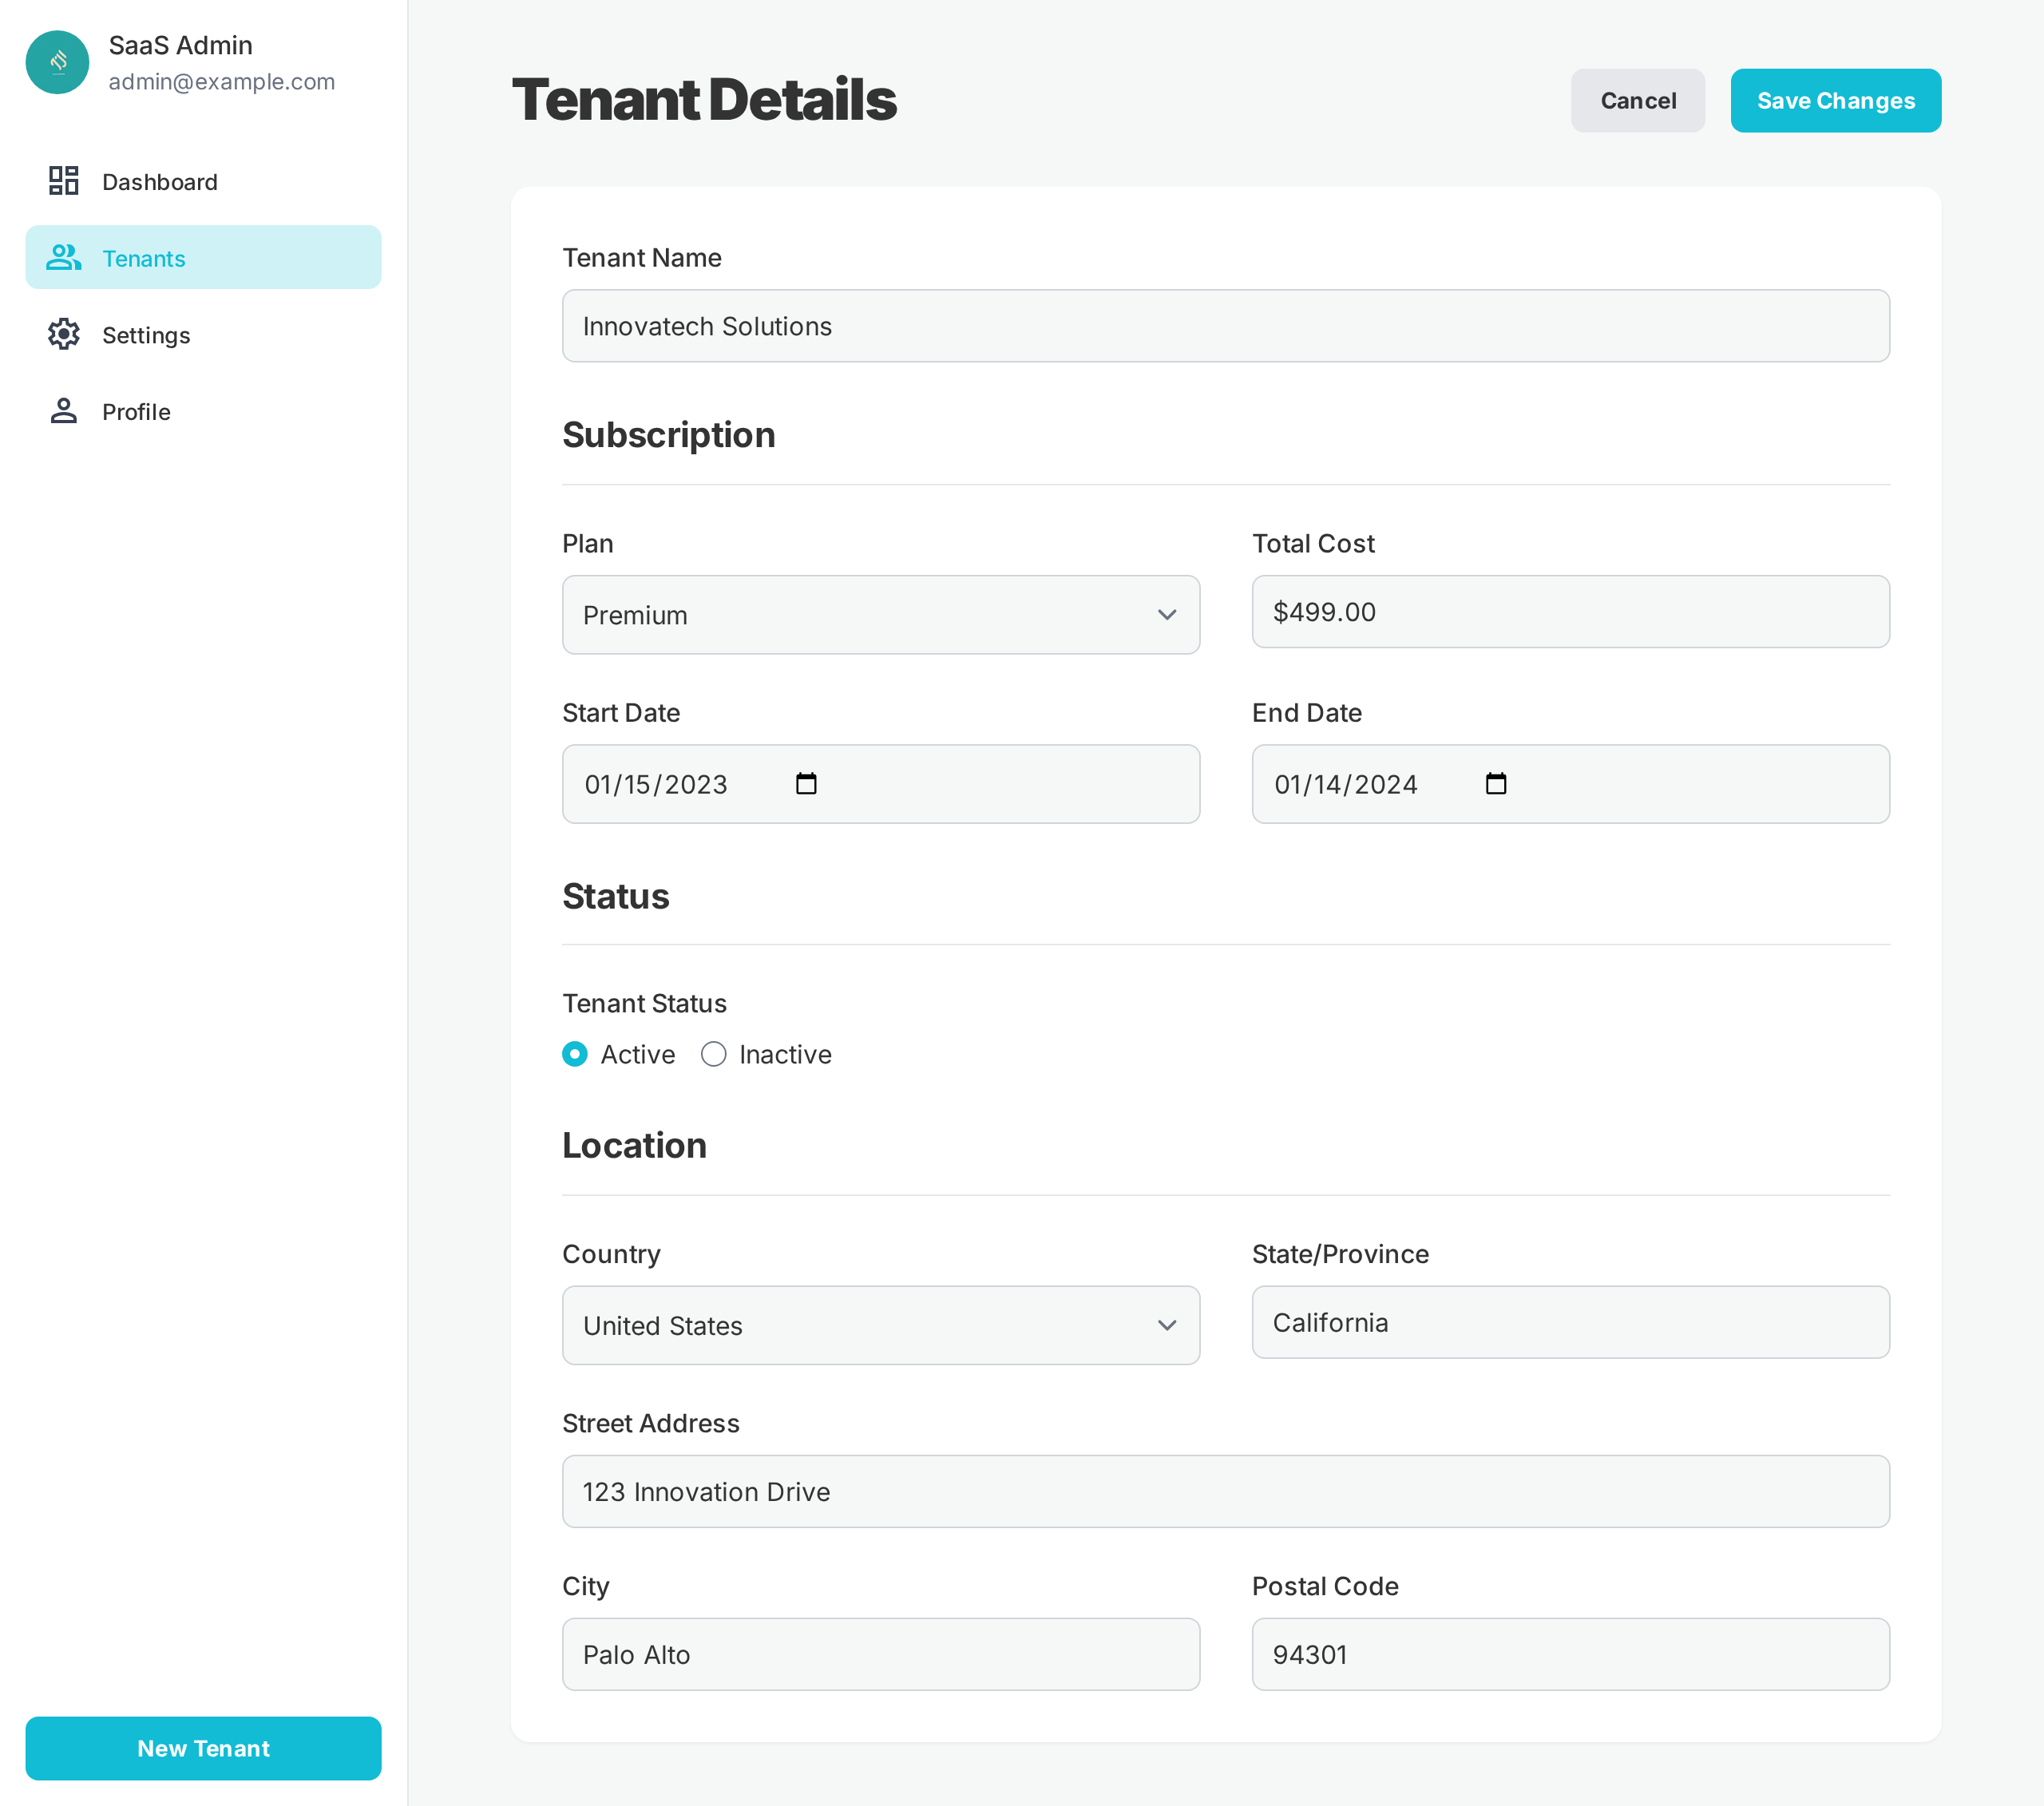 SaaS Admin
admin@example.com
Dashboard
Tenants
Settings
Profile
New Tenant
Tenant Details
Cancel
Save Changes
Tenant Name
Innovatech Solutions
Subscription
Plan
Total Cost
Premium
$499.00
Start Date
End Date
01/15/2023
01/14/2024
Status
Tenant Status
Active
Inactive
Location
Country
State/Province
United States
California
Street Address
123 Innovation Drive
City
Postal Code
Palo Alto
94301